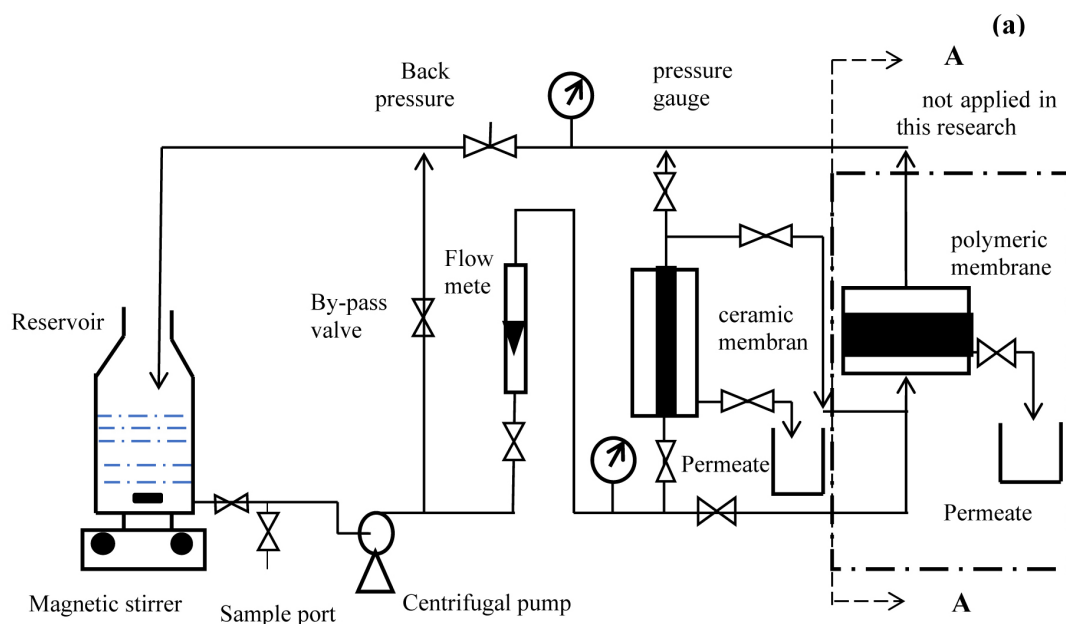 (a)
A
Back
pressure
pressure
gauge
not applied in
this research
Flow
mete
polymeric
membrane
By-pass
valve
Reservoir
ceramic
membran
Permeate
Permeate
Magnetic stirrer
Sample port
Centrifugal pump
A